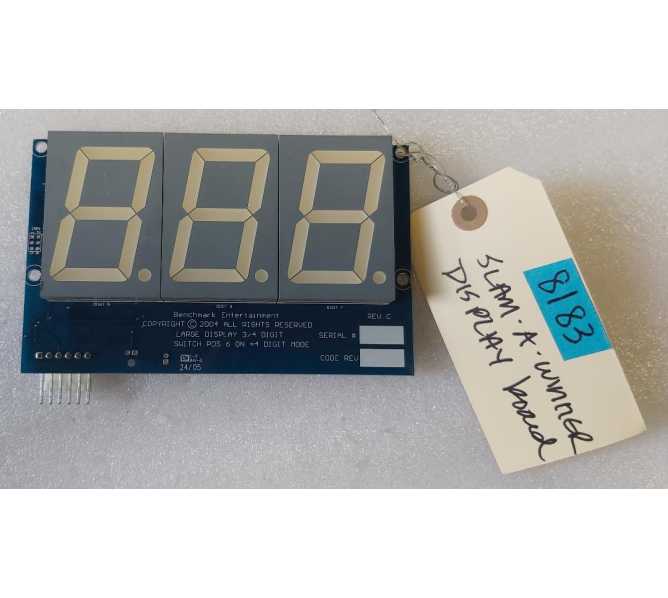 Benchmark Entertainment
REV. C
COPYRIGHT © 2004 ALL RIGHTS RESERVED
LARGE DISPLAY 3/4 DIGIT
SERIAL #
SWITCH POS 6 ON =4 DIGIT MODE
CODE REV
24/05
8183
SLAM·A·WINNER
DISPLAY board